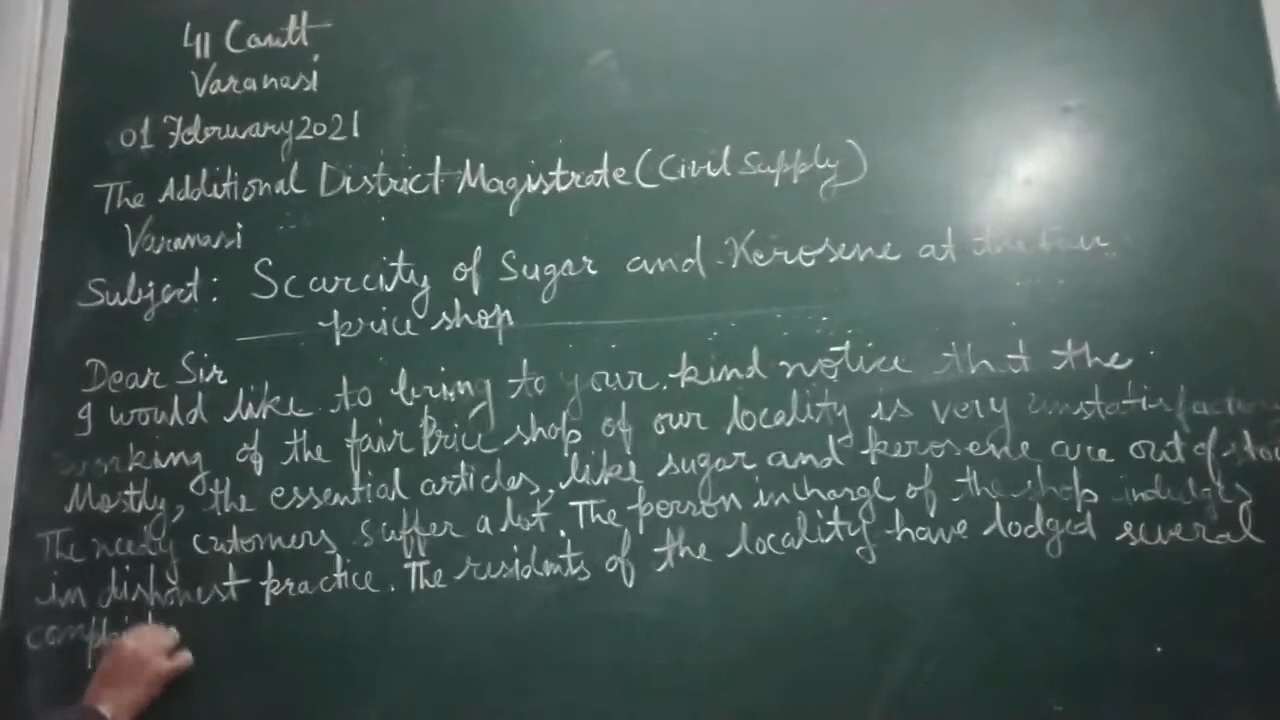 411 Cantt
Varanasi
01 February 2021
The Additional District Magistrate (Civil Supply)
Varanasi
Subject: Scarcity of Sugar and Kerosene at the Fair
price shop
Dear Sir
I would like to bring to your kind notice that the
working of the fair Price shop of our locality is very
Mostly, the essential articles, like sugar and kerosene are out of
The needy cutomers suffer a lot. The person incharge of the shop indulges
in dishonest practice. The residents of the locality have lodged several